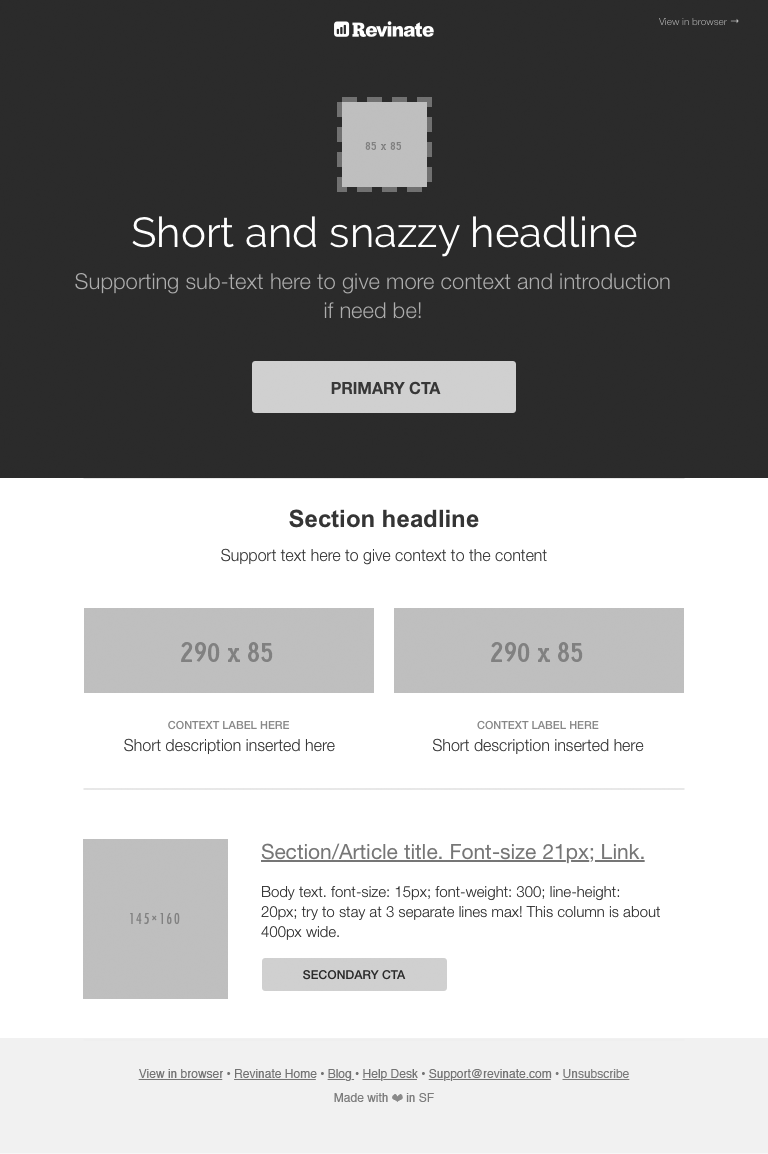 Revinate
View in browser →
85 x 85
Short and snazzy headline
Supporting sub-text here to give more context and introduction
if need be!
PRIMARY CTA
Section headline
Support text here to give context to the content
290 x 85
290 x 85
CONTEXT LABEL HERE
Short description inserted here
CONTEXT LABEL HERE
Short description inserted here
145×160
Section/Article title. Font-size 21px; Link.
Body text. font-size: 15px; font-weight: 300; line-height:
20px; try to stay at 3 separate lines max! This column is about
400px wide.
SECONDARY CTA
View in browser • Revinate Home • Blog • Help Desk • Support@revinate.com • Unsubscribe
Made with ❤ in SF